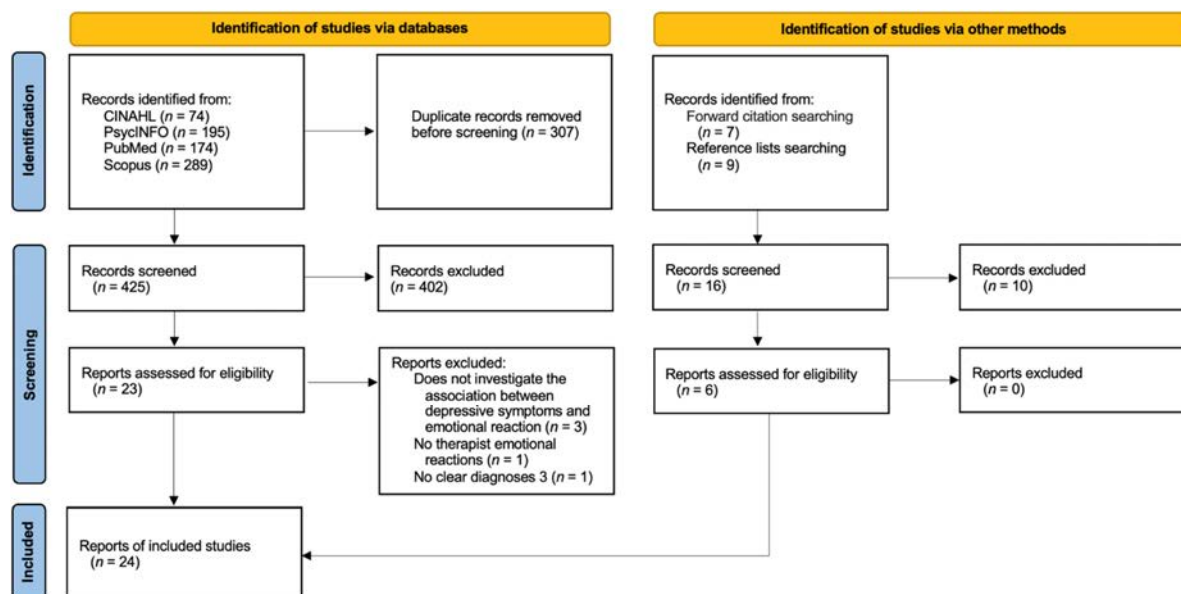 Identification of studies via databases
Identification of studies via other methods
Identification
Records identified from:
CINAHL (n = 74)
PsycINFO (n = 195)
PubMed (n = 174)
Scopus (n = 289)
Duplicate records removed
before screening (n = 307)
Records identified from:
Forward citation searching
(n = 7)
Reference lists searching
(n = 9)
Screening
Records screened
(n = 425)
Records excluded
(n = 402)
Records screened
(n = 16)
Records excluded
(n = 10)
Reports assessed for eligibility
(n = 23)
Reports excluded:
Does not investigate the
association between
depressive symptoms and
emotional reaction (n = 3)
No therapist emotional
reactions (n = 1)
No clear diagnoses 3 (n = 1)
Reports assessed for eligibility
(n = 6)
Reports excluded
(n = 0)
Included
Reports of included studies
(n = 24)